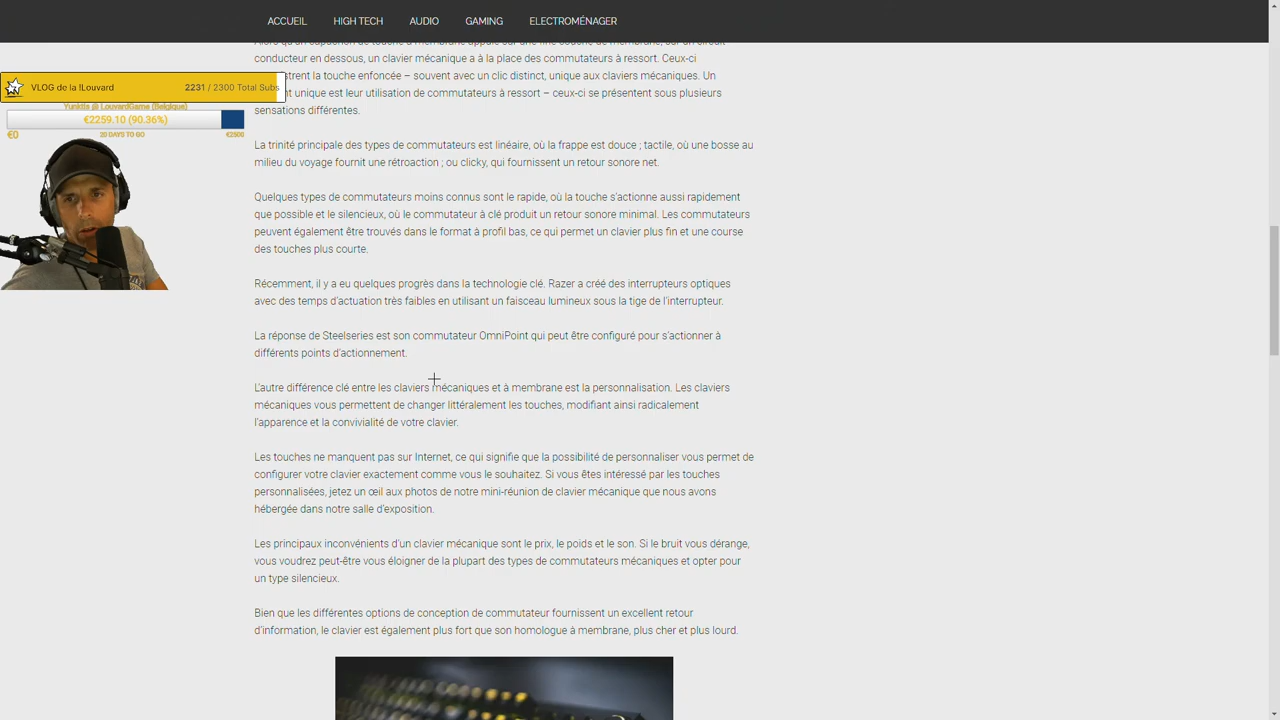 ACCUEIL HIGH TECH AUDIO GAMING ELECTROMÉNAGER
conducteur en dessous, un clavier mécanique a à la place des commutateurs à ressort. Ceux-ci
la touche enfoncée – souvent avec un clic distinct, unique aux claviers mécaniques. Un
unique est leur utilisation de commutateurs à ressort – ceux-ci se présentent sous plusieurs
sensations différentes.
VLOG de la !Louvard 2231 / 2300 Total Subs
Yunktis @ LouvardGame (Belgique)
€2259.10 (90.36%)
€0 20 DAYS TO GO €2500
La trinité principale des types de commutateurs est linéaire, où la frappe est douce ; tactile, où une bosse au
milieu du voyage fournit une rétroaction ; ou clicky, qui fournissent un retour sonore net.
Quelques types de commutateurs moins connus sont le rapide, où la touche s’actionne aussi rapidement
que possible et le silencieux, où le commutateur à clé produit un retour sonore minimal. Les commutateurs
peuvent également être trouvés dans le format à profil bas, ce qui permet un clavier plus fin et une course
des touches plus courte.
Récemment, il y a eu quelques progrès dans la technologie clé. Razer a créé des interrupteurs optiques
avec des temps d’actuation très faibles en utilisant un faisceau lumineux sous la tige de l’interrupteur.
La réponse de Steelseries est son commutateur OmniPoint qui peut être configuré pour s’actionner à
différents points d’actionnement.
L’autre différence clé entre les claviers mécaniques et à membrane est la personnalisation. Les claviers
mécaniques vous permettent de changer littéralement les touches, modifiant ainsi radicalement
l’apparence et la convivialité de votre clavier.
Les touches ne manquent pas sur Internet, ce qui signifie que la possibilité de personnaliser vous permet de
configurer votre clavier exactement comme vous le souhaitez. Si vous êtes intéressé par les touches
personnalisées, jetez un œil aux photos de notre mini-réunion de clavier mécanique que nous avons
hébergée dans notre salle d’exposition.
Les principaux inconvénients d’un clavier mécanique sont le prix, le poids et le son. Si le bruit vous dérange,
vous voudrez peut-être vous éloigner de la plupart des types de commutateurs mécaniques et opter pour
un type silencieux.
Bien que les différentes options de conception de commutateur fournissent un excellent retour
d’information, le clavier est également plus fort que son homologue à membrane, plus cher et plus lourd.